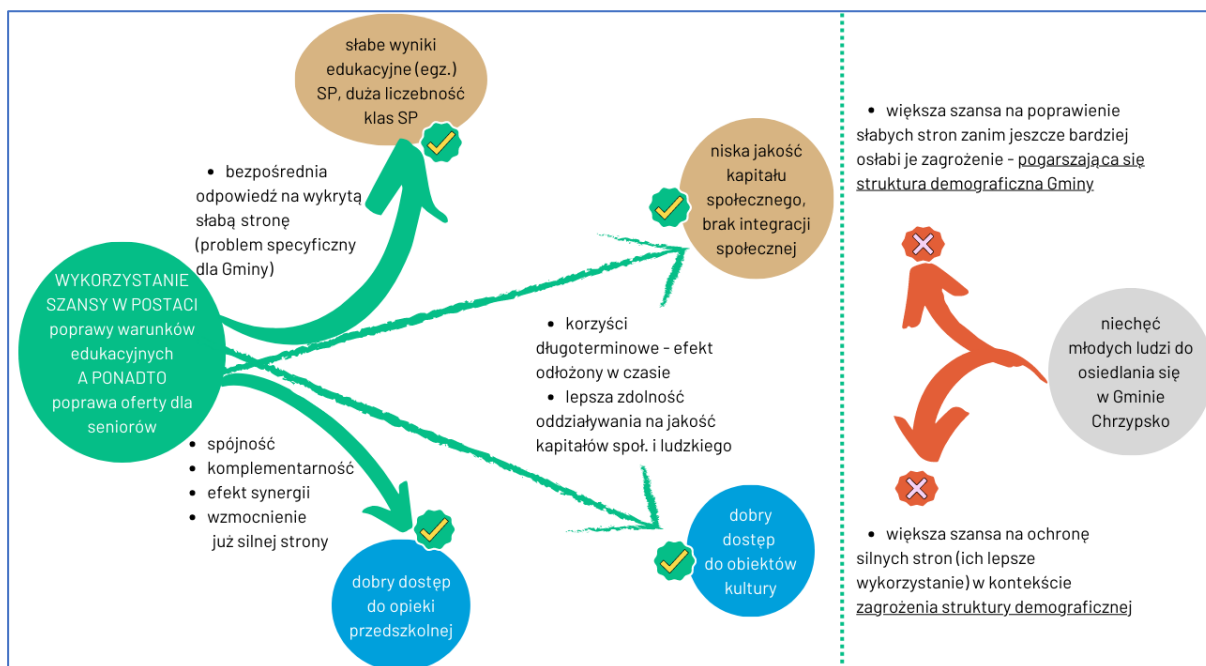 słabe wyniki
edukacyjne (egz.)
SP, duża liczebność
klas SP
• bezpośrednia
odpowiedź na wykrytą
słabą stronę
(problem specyficzny
dla Gminy)
WYKORZYSTANIE
SZANSY W POSTACI
poprawy warunków
edukacyjnych
A PONADTO
poprawa oferty dla
seniorów
• spójność
• komplementarność
• efekt synergii
• wzmocnienie
już silnej strony
dobry dostęp
do opieki
przedszkolnej
niska jakość
kapitału
społecznego,
brak integracji
społecznej
• korzyści
długoterminowe - efekt
odłożony w czasie
• lepsza zdolność
oddziaływania na jakość
kapitałów społ. i ludzkiego
dobry
dostęp
do obiektów
kultury
• większa szansa na poprawienie
słabych stron zanim jeszcze bardziej
osłabi je zagrożenie - pogarszająca się
struktura demograficzna Gminy
niechęć
młodych ludzi do
osiedlania się
w Gminie
Chrzypsko
• większa szansa na ochronę
silnych stron (ich lepsze
wykorzystanie) w kontekście
zagrożenia struktury demograficznej